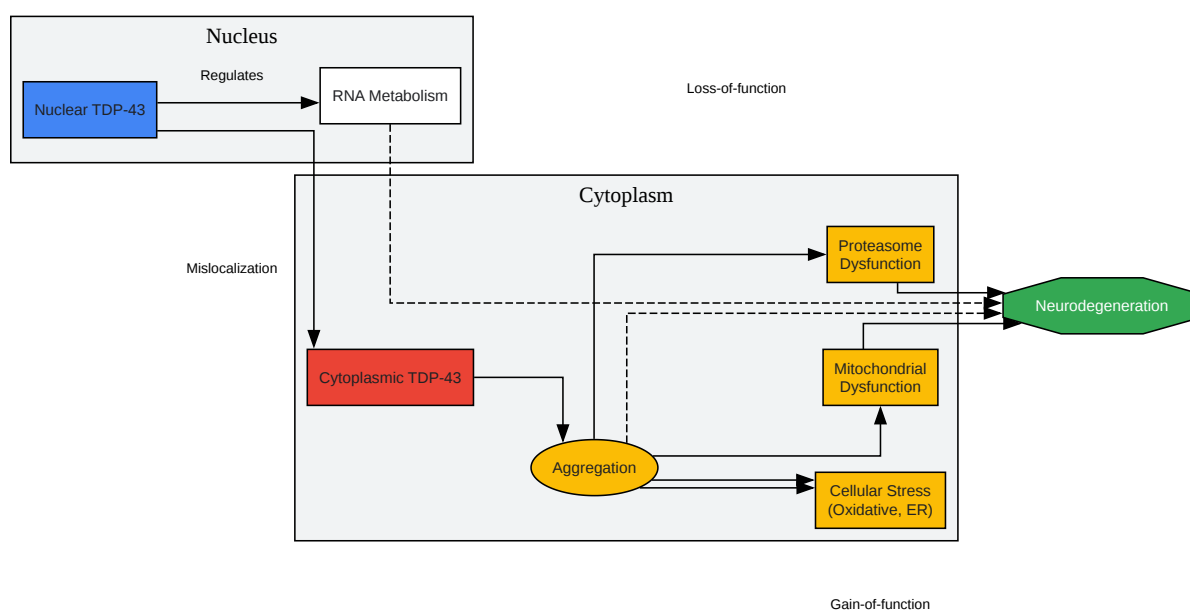 Nucleus
Regulates
Nuclear TDP-43
RNA Metabolism
Loss-of-function
Cytoplasm
Mislocalization
Proteasome
Dysfunction
Neurodegeneration
Cytoplasmic TDP-43
Mitochondrial
Dysfunction
Aggregation
Cellular Stress
(Oxidative, ER)
Gain-of-function